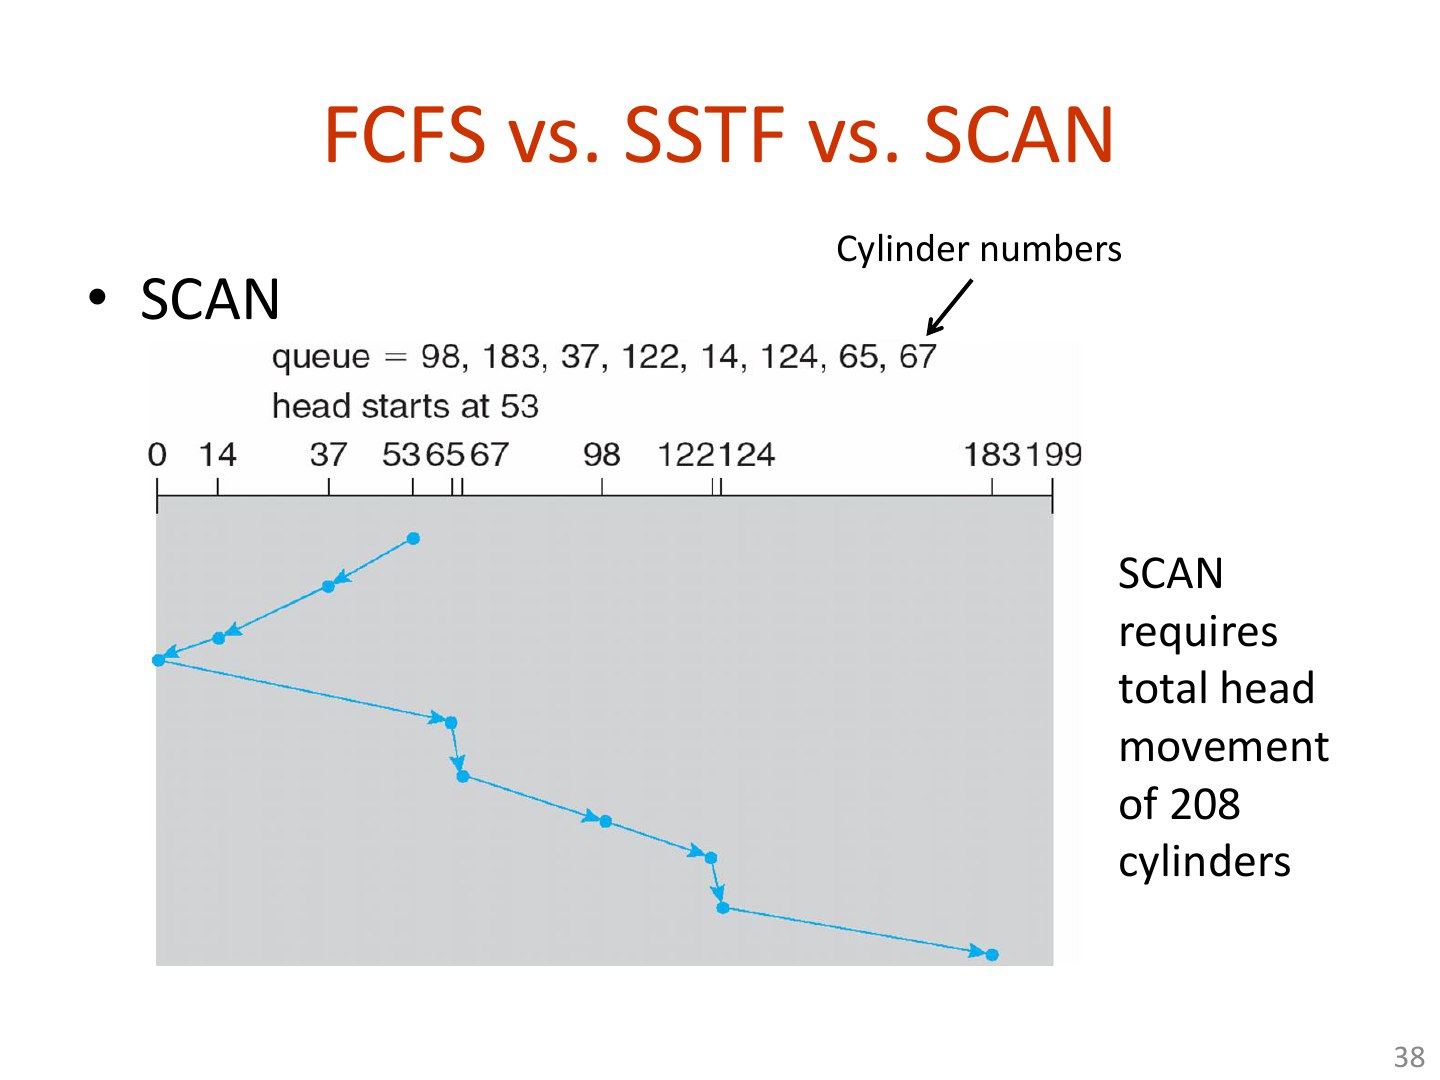 FCFS vs. SSTF vs. SCAN
Cylinder numbers
• SCAN
queue = 98, 183, 37, 122, 14, 124, 65, 67
head starts at 53
0 14 37 53 65 67 98 122 124 183 199
SCAN
requires
total head
movement
of 208
cylinders
38